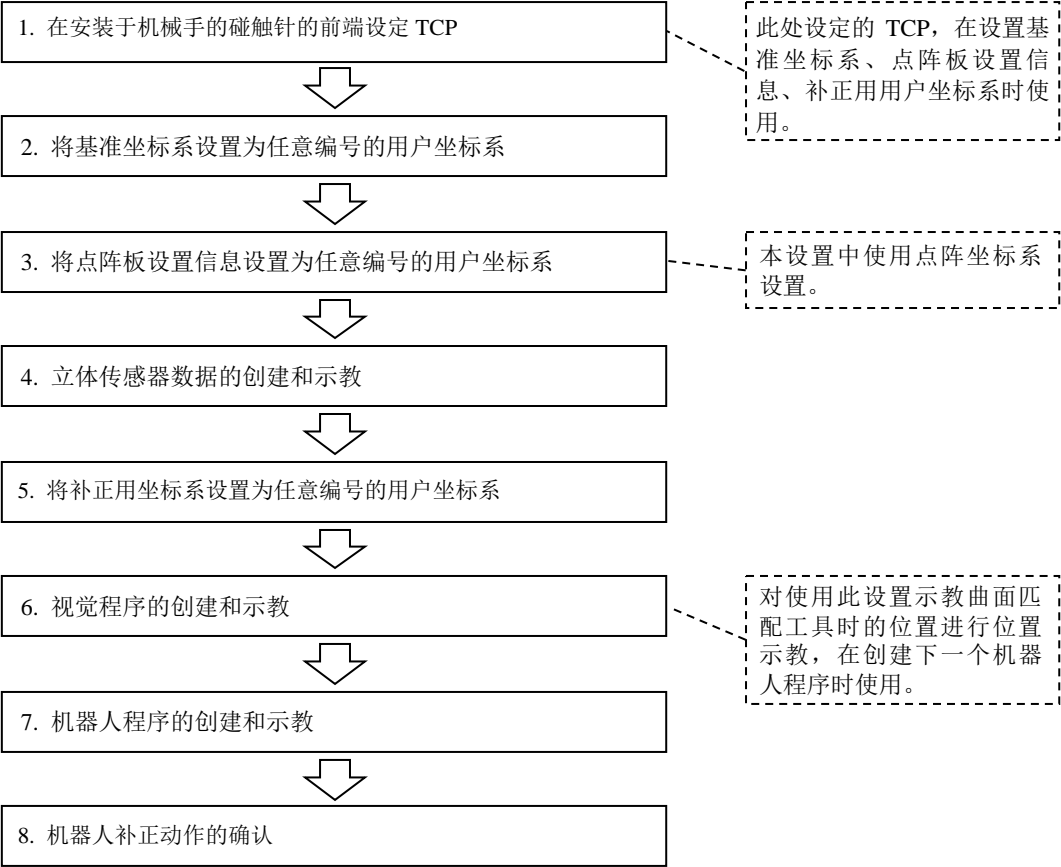 1. 在安装于机械手的碰触针的前端设定 TCP
此处设定的 TCP，在设置基
准坐标系、点阵板设置信
息、补正用用户坐标系时使
用。
2. 将基准坐标系设置为任意编号的用户坐标系
3. 将点阵板设置信息设置为任意编号的用户坐标系
本设置中使用点阵坐标系
设置。
4. 立体传感器数据的创建和示教
5. 将补正用坐标系设置为任意编号的用户坐标系
6. 视觉程序的创建和示教
对使用此设置示教曲面匹
配工具时的位置进行位置
示教，在创建下一个机器
人程序时使用。
7. 机器人程序的创建和示教
8. 机器人补正动作的确认